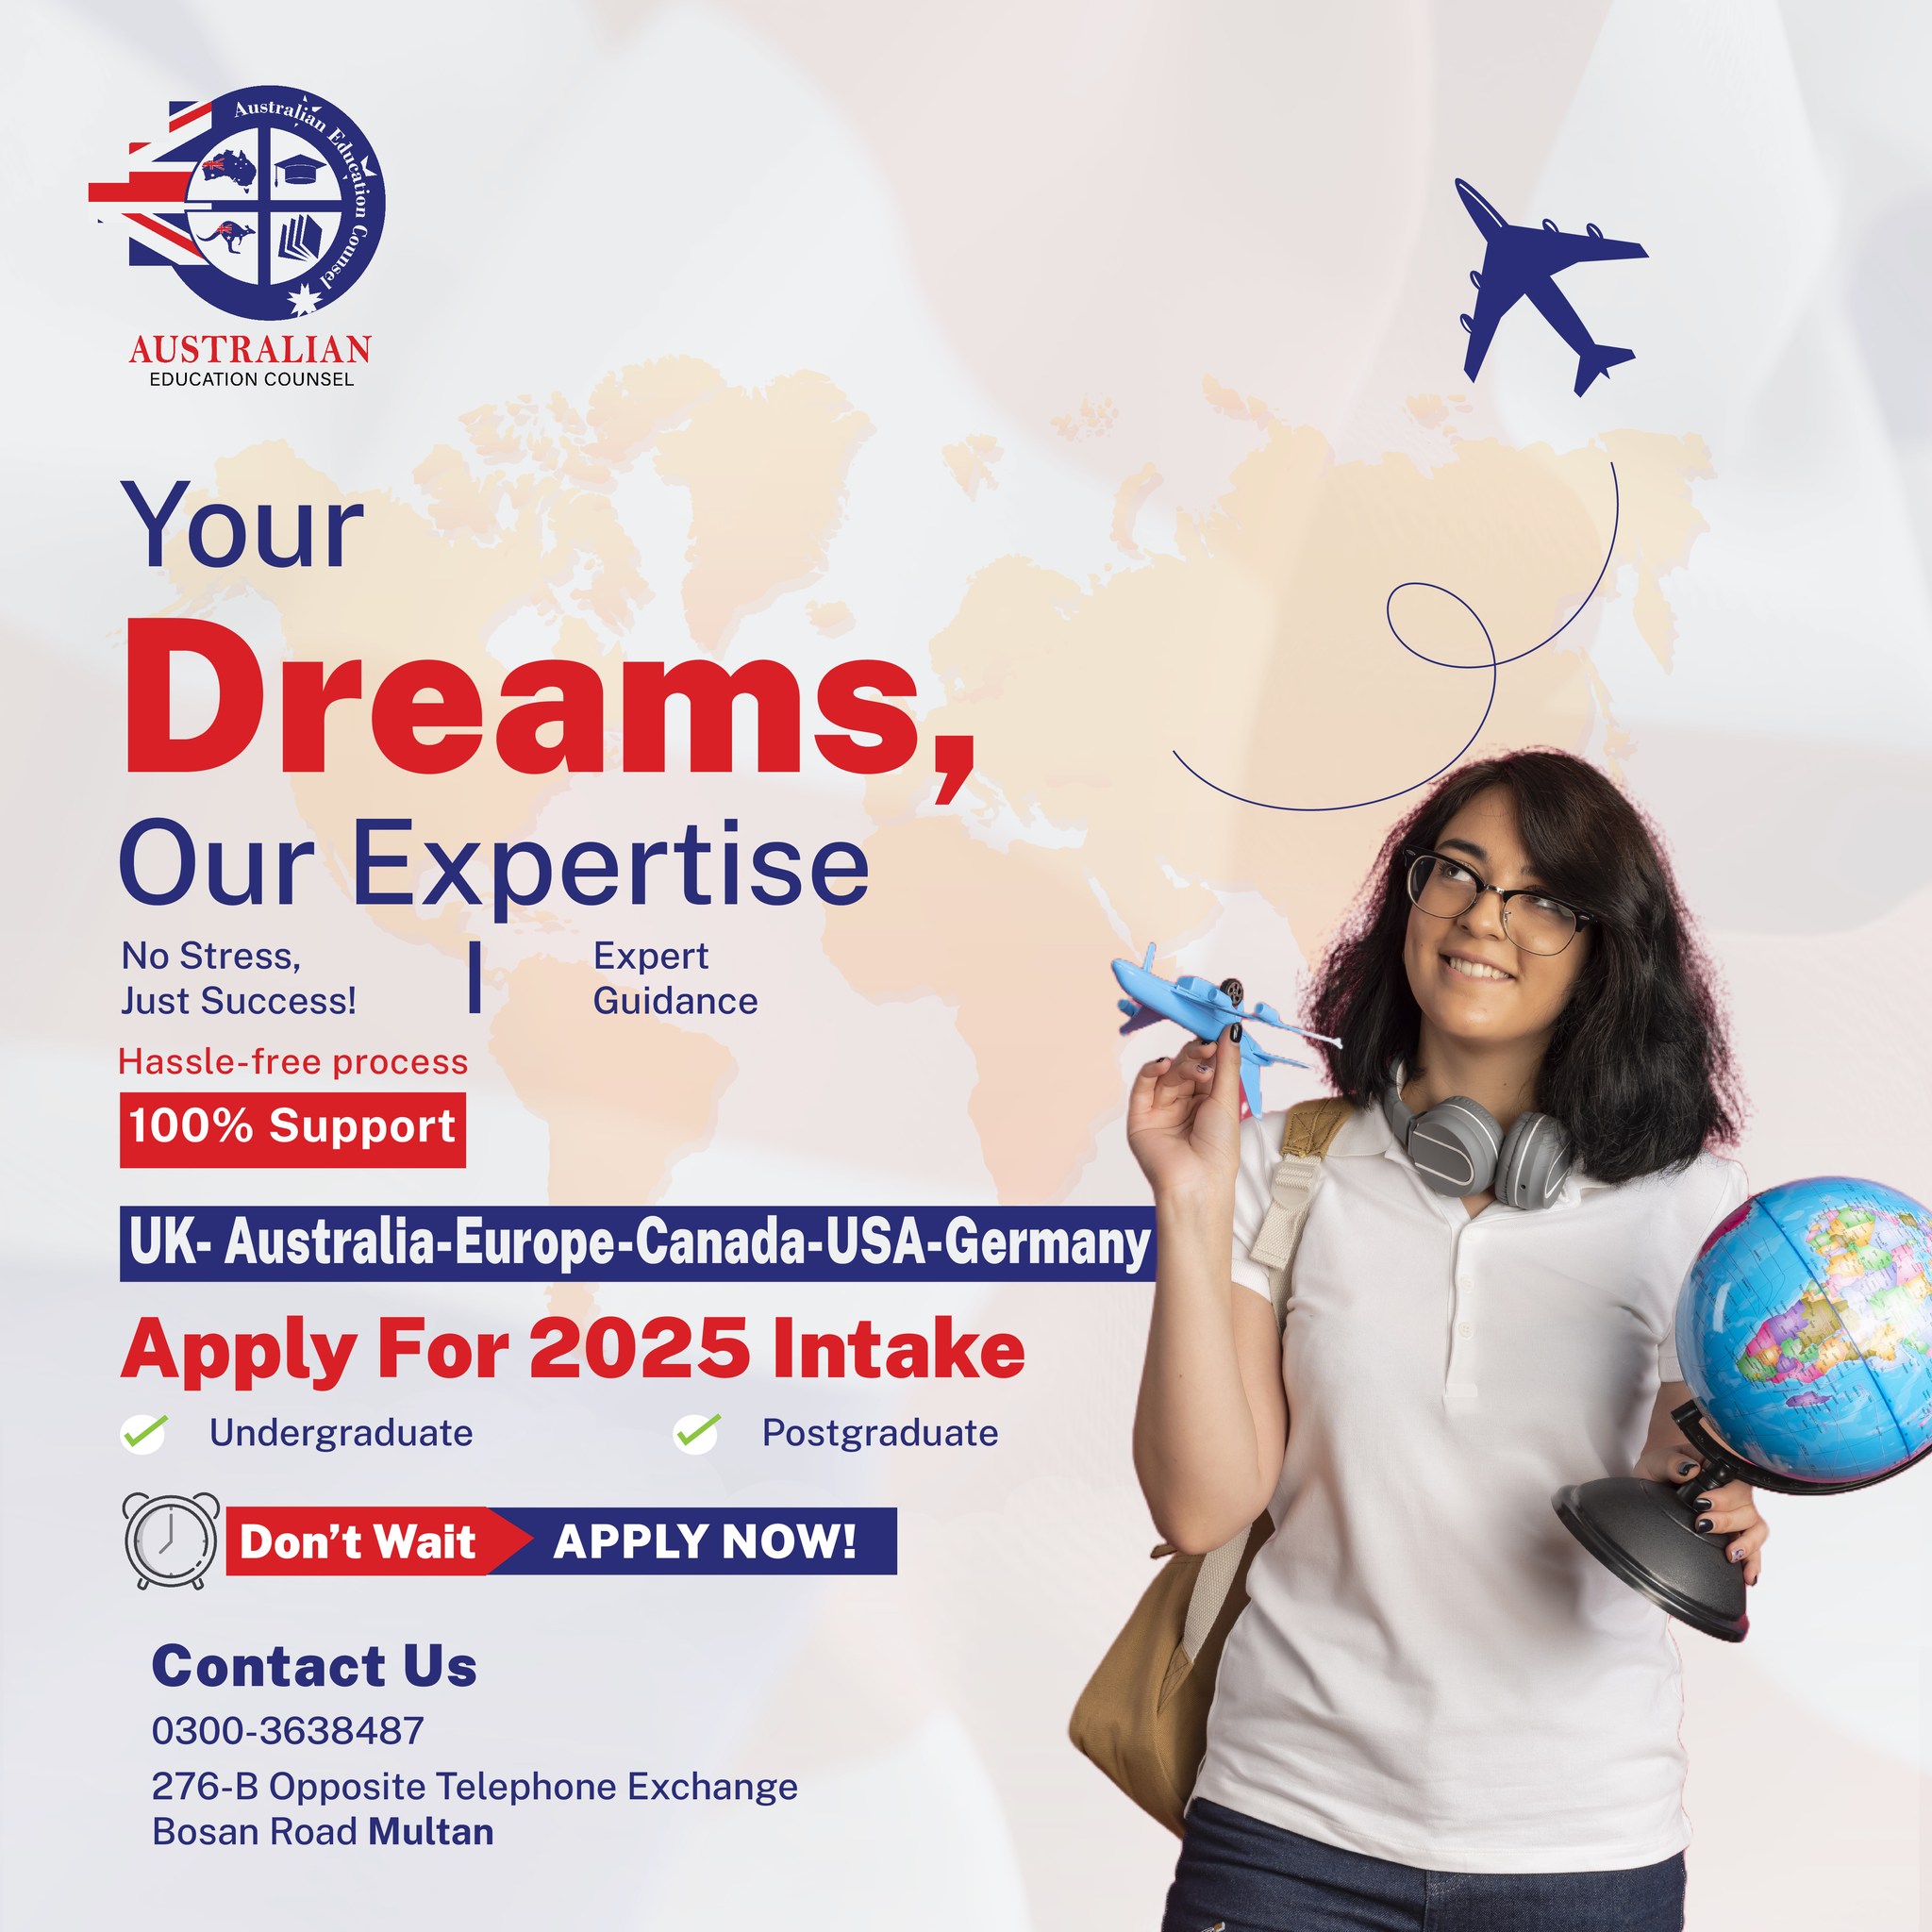 Australian Education Counsel
AUSTRALIAN
EDUCATION COUNSEL
Your
Dreams,
Our Expertise
No Stress,
Just Success!
Expert
Guidance
Hassle-free process
100% Support
UK- Australia-Europe-Canada-USA-Germany
Apply For 2025 Intake
Undergraduate
Postgraduate
Don't Wait
APPLY NOW!
Contact Us
0300-3638487
276-B Opposite Telephone Exchange
Bosan Road Multan